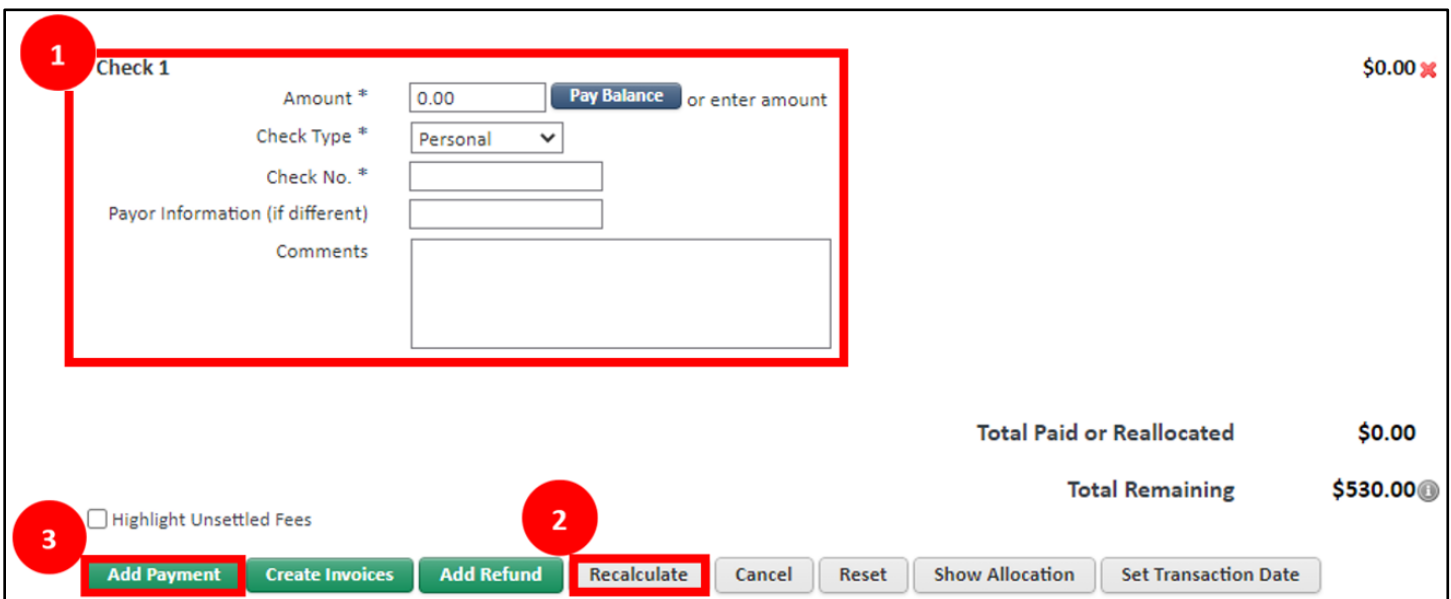 1
Check 1 $0.00
Amount * 0.00 Pay Balance or enter amount
Check Type * Personal
Check No. *
Payor Information (if different)
Comments
Total Paid or Reallocated $0.00
Total Remaining $530.00
Highlight Unsettled Fees
3 2
Add Payment Create Invoices Add Refund Recalculate Cancel Reset Show Allocation Set Transaction Date